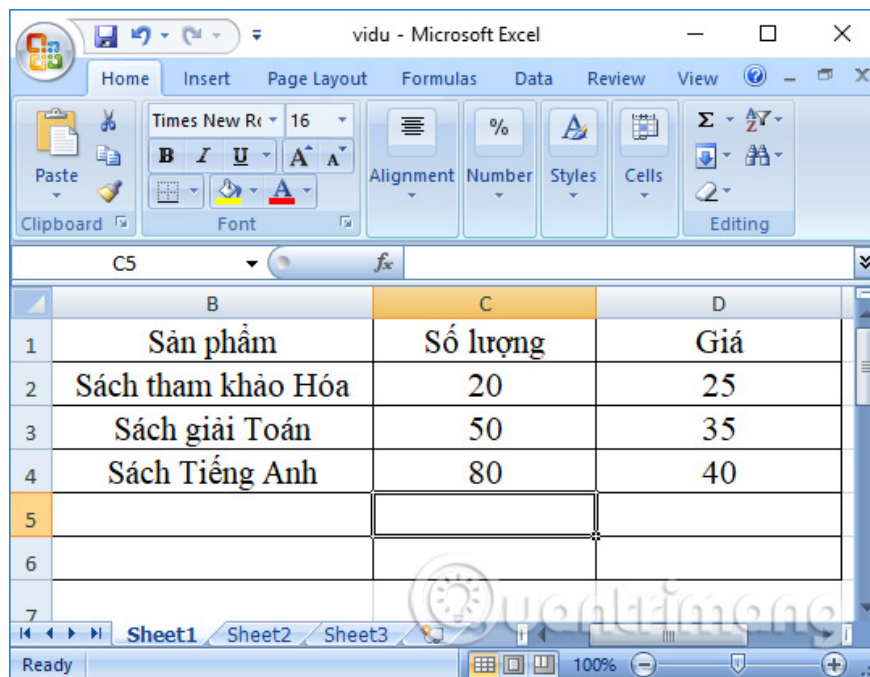 vidu - Microsoft Excel
Home Insert Page Layout Formulas Data Review View
Times New Ro 16
B I U A A
Paste Alignment Number Styles Cells
Clipboard Font Editing
C5 fx
B C D
1 Sản phẩm Số lượng Giá
2 Sách tham khảo Hóa 20 25
3 Sách giải Toán 50 35
4 Sách Tiếng Anh 80 40
5
6
7
Quantrimang
Sheet1 Sheet2 Sheet3
Ready 100%